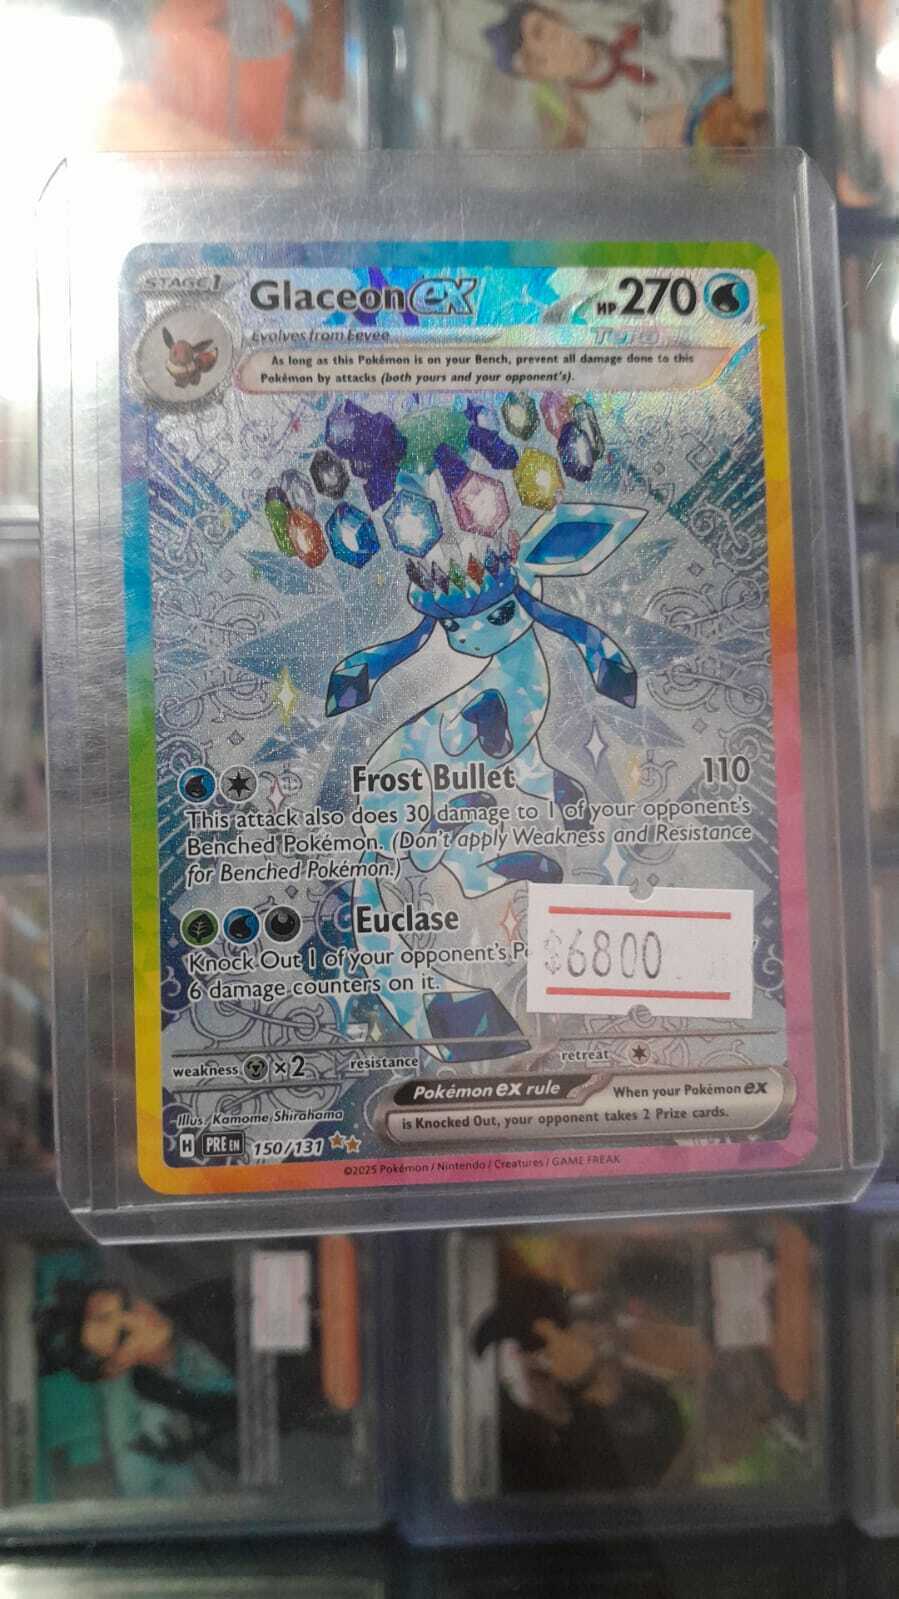 STAGE 1
Glaceon ex HP 270
Evolves from Eevee Tera
As long as this Pokémon is on your Bench, prevent all damage done to this
Pokémon by attacks (both yours and your opponent's).
Frost Bullet 110
This attack also does 30 damage to 1 of your opponent's
Benched Pokémon. (Don't apply Weakness and Resistance
for Benched Pokémon.)
Euclase
Knock Out 1 of your opponent's
6 damage counters on it.
$6800
weakness ×2 resistance retreat
Pokémon ex rule When your Pokémon ex
is Knocked Out, your opponent takes 2 Prize cards.
Illus. Kamome Shirahama
H PRE EN 150/131
©2025 Pokémon / Nintendo / Creatures / GAME FREAK